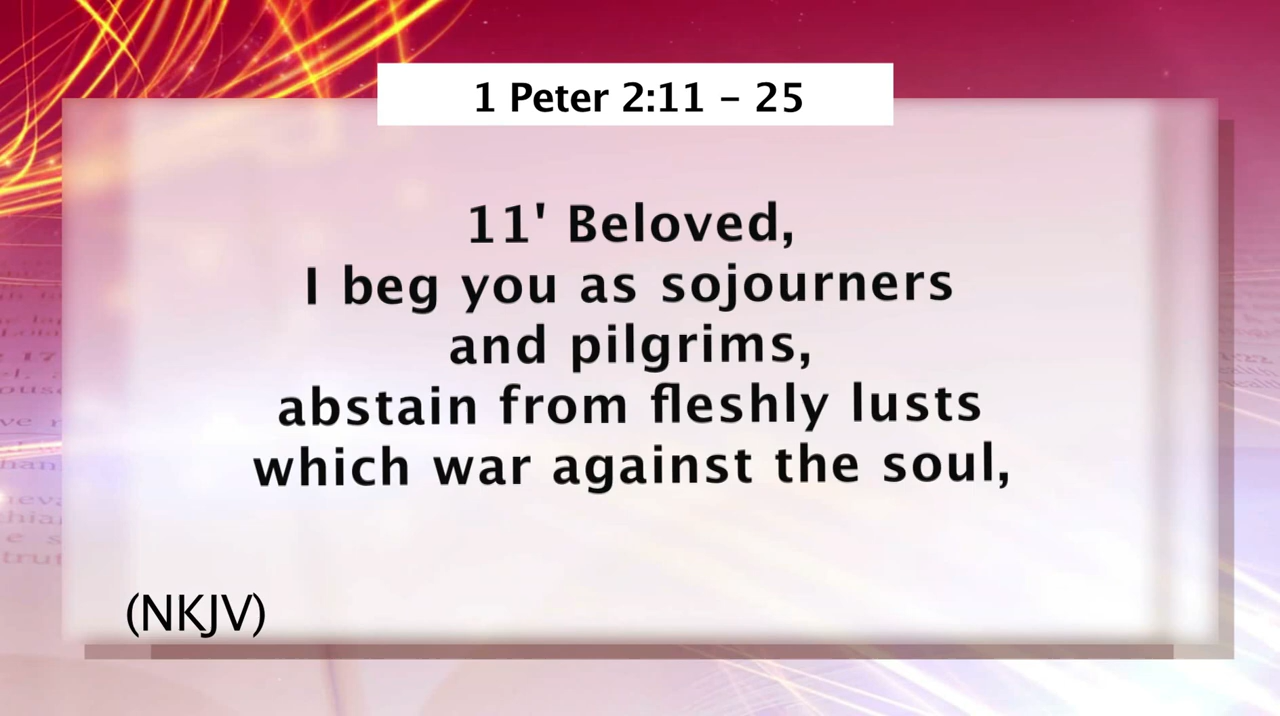 1 Peter 2:11 – 25
11' Beloved,
I beg you as sojourners
and pilgrims,
abstain from fleshly lusts
which war against the soul,
(NKJV)